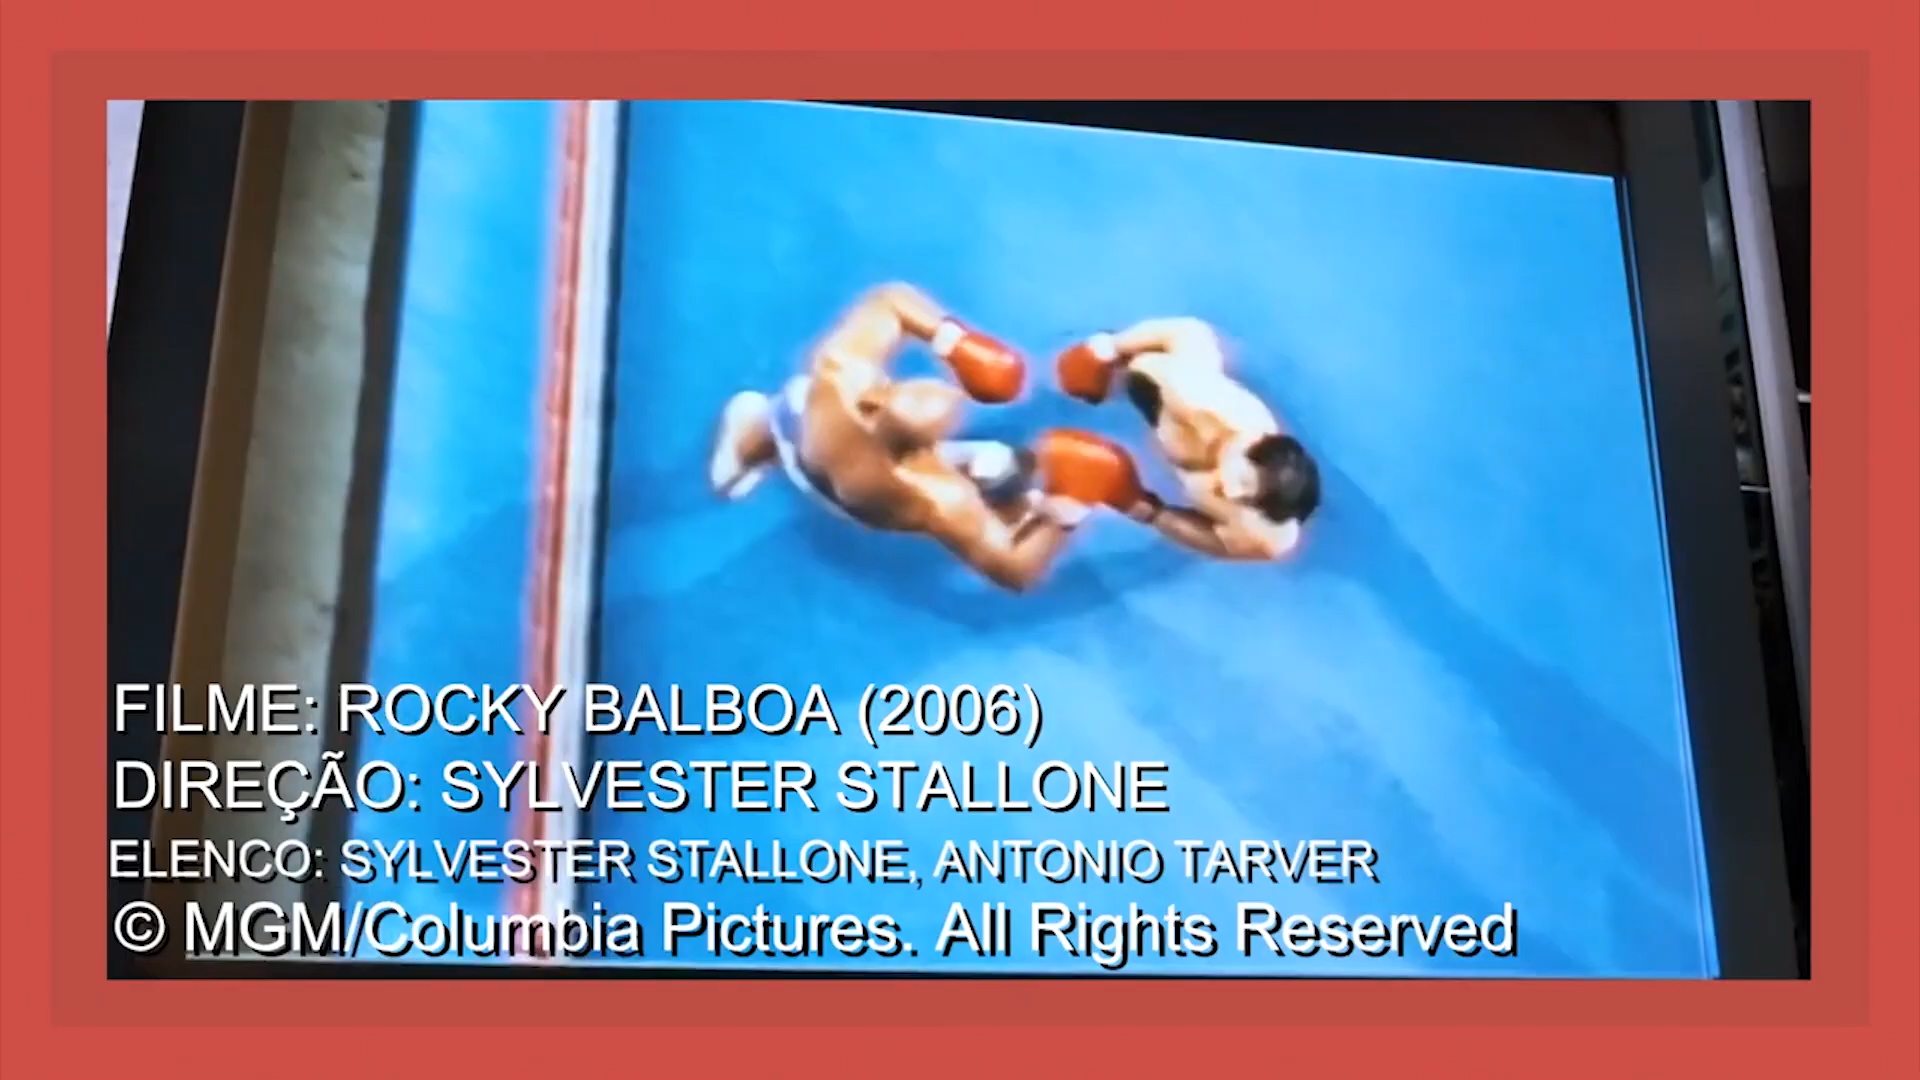 FILME: ROCKY BALBOA (2006)
DIREÇÃO: SYLVESTER STALLONE
ELENCO: SYLVESTER STALLONE, ANTONIO TARVER
© MGM/Columbia Pictures. All Rights Reserved